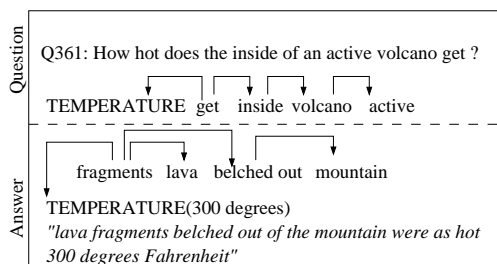 Question
Q361: How hot does the inside of an active volcano get ?
TEMPERATURE get inside volcano active
Answer
fragments lava belched out mountain
TEMPERATURE(300 degrees)
"lava fragments belched out of the mountain were as hot
300 degrees Fahrenheit"